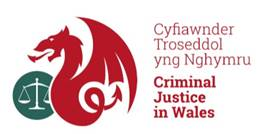 Cyfiawnder
Troseddol
yng Nghymru
Criminal
Justice
in Wales